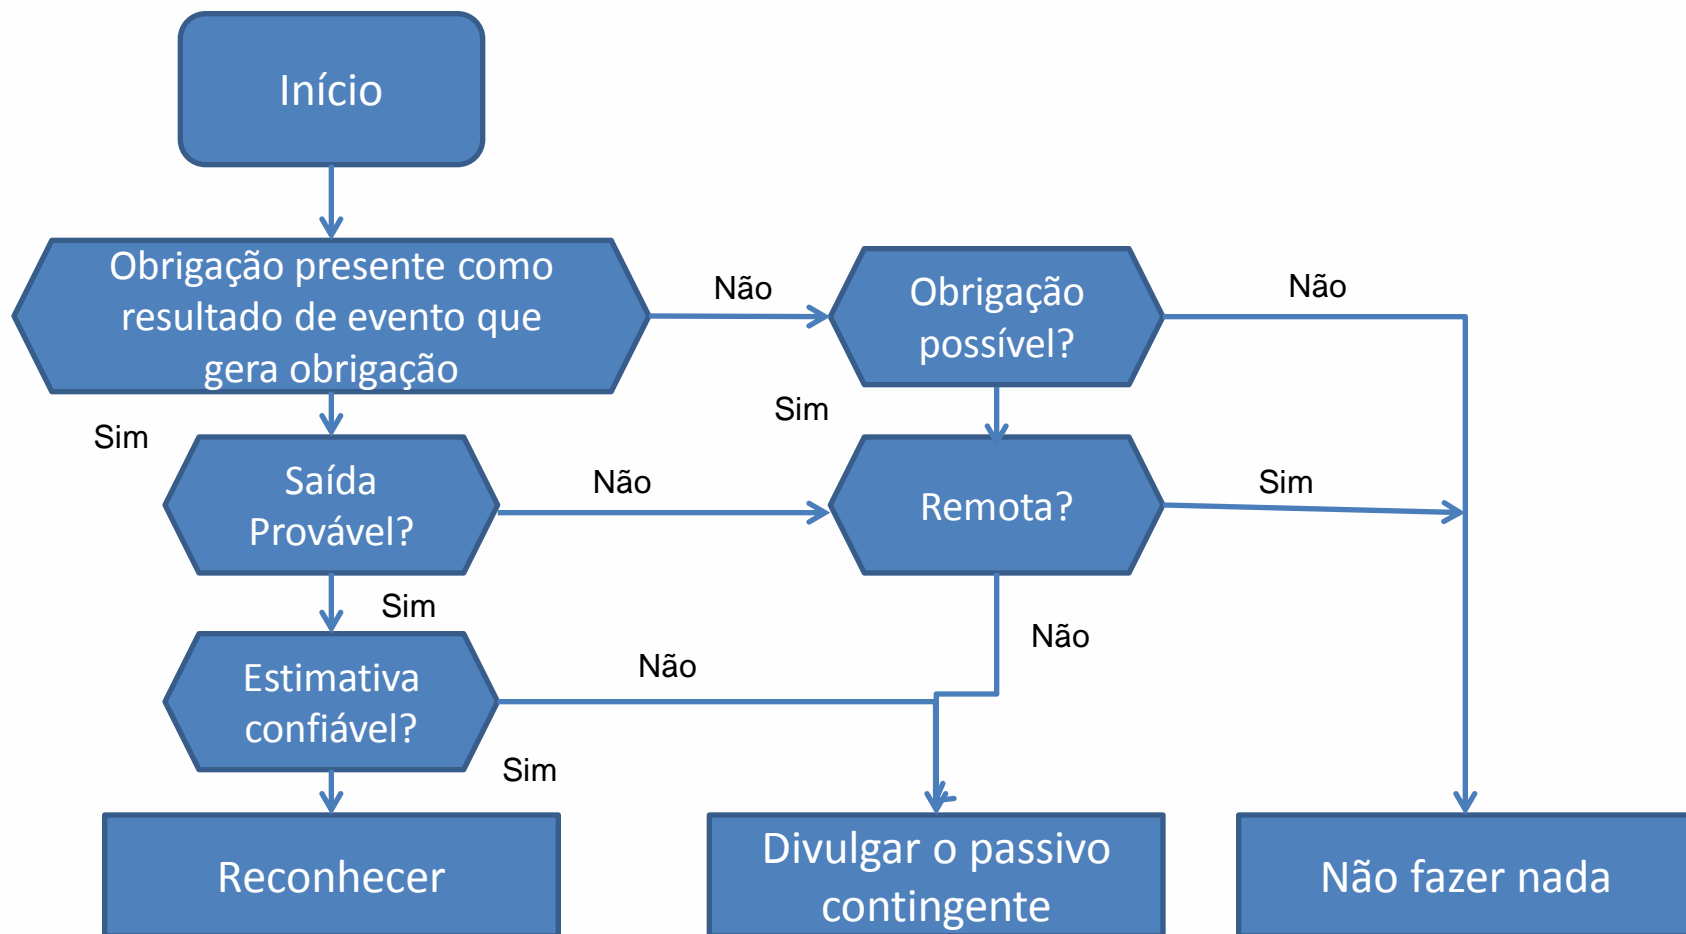 Início
Obrigação presente como
resultado de evento que
gera obrigação
Não
Obrigação
possível?
Não
Sim
Sim
Saída
Provável?
Não
Remota?
Sim
Sim
Não
Estimativa
confiável?
Não
Sim
Reconhecer
Divulgar o passivo
contingente
Não fazer nada